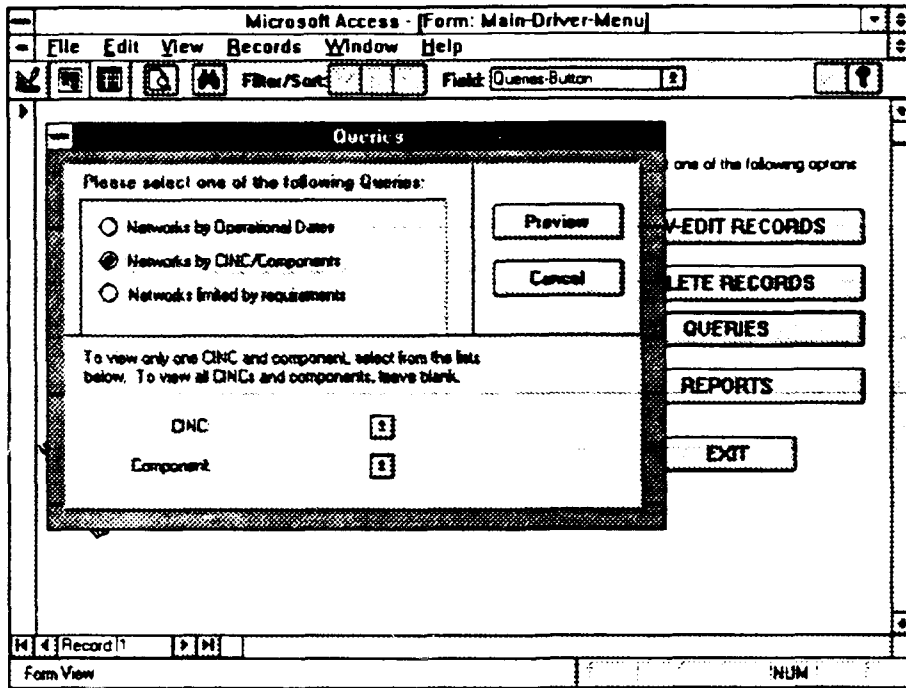 Microsoft Access - [Form: Main-Driver-Menu]
File Edit View Records Window Help
Filter/Sort: Field: Queries-Button
Queries
one of the following options
Please select one of the following Queries:
Networks by Operational Dates
Networks by CINC/Components
Networks limited by requirements
Preview
Cancel
V-EDIT RECORDS
LETE RECORDS
QUERIES
REPORTS
EXIT
To view only one CINC and component, select from the lists
below. To view all CINCs and components, leave blank.
CINC
Component
Record 1
Form View
NUM